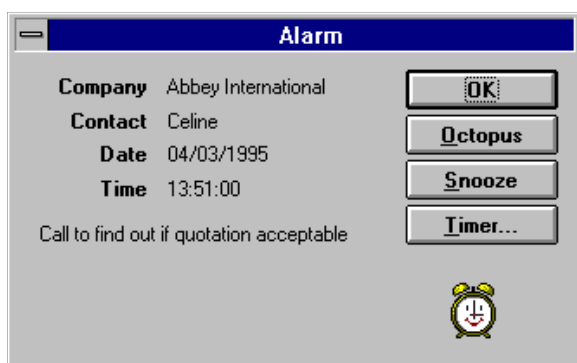 Alarm
Company Abbey International
Contact Celine
Date 04/03/1995
Time 13:51:00
Call to find out if quotation acceptable
OK
Octopus
Snooze
Timer...